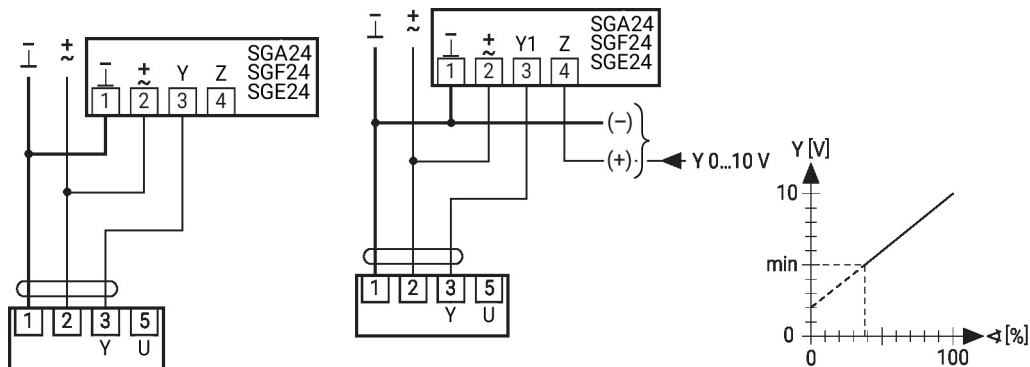 − + ~
SGA24
SGF24
SGE24
− + ~ Y Z
1 2 3 4
1 2 3 5
Y U
− + ~
SGA24
SGF24
SGE24
− + ~ Y1 Z
1 2 3 4
(−)
(+) Y 0...10 V
1 2 3 5
Y U
Y [V]
10
min
0
0 100 ∢ [%]